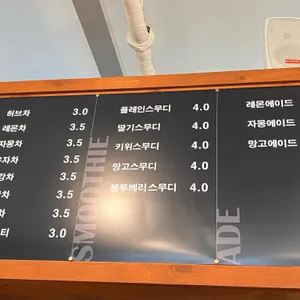 허브차 3.0
레몬차 3.5
자몽차 3.5
3.5
3.5
3.5
3.5
3.0
SMOOTHIE
플레인스무디 4.0
딸기스무디 4.0
키위스무디 4.0
망고스무디 4.0
블루베리스무디 4.0
ADE
레몬에이드
자몽에이드
망고에이드